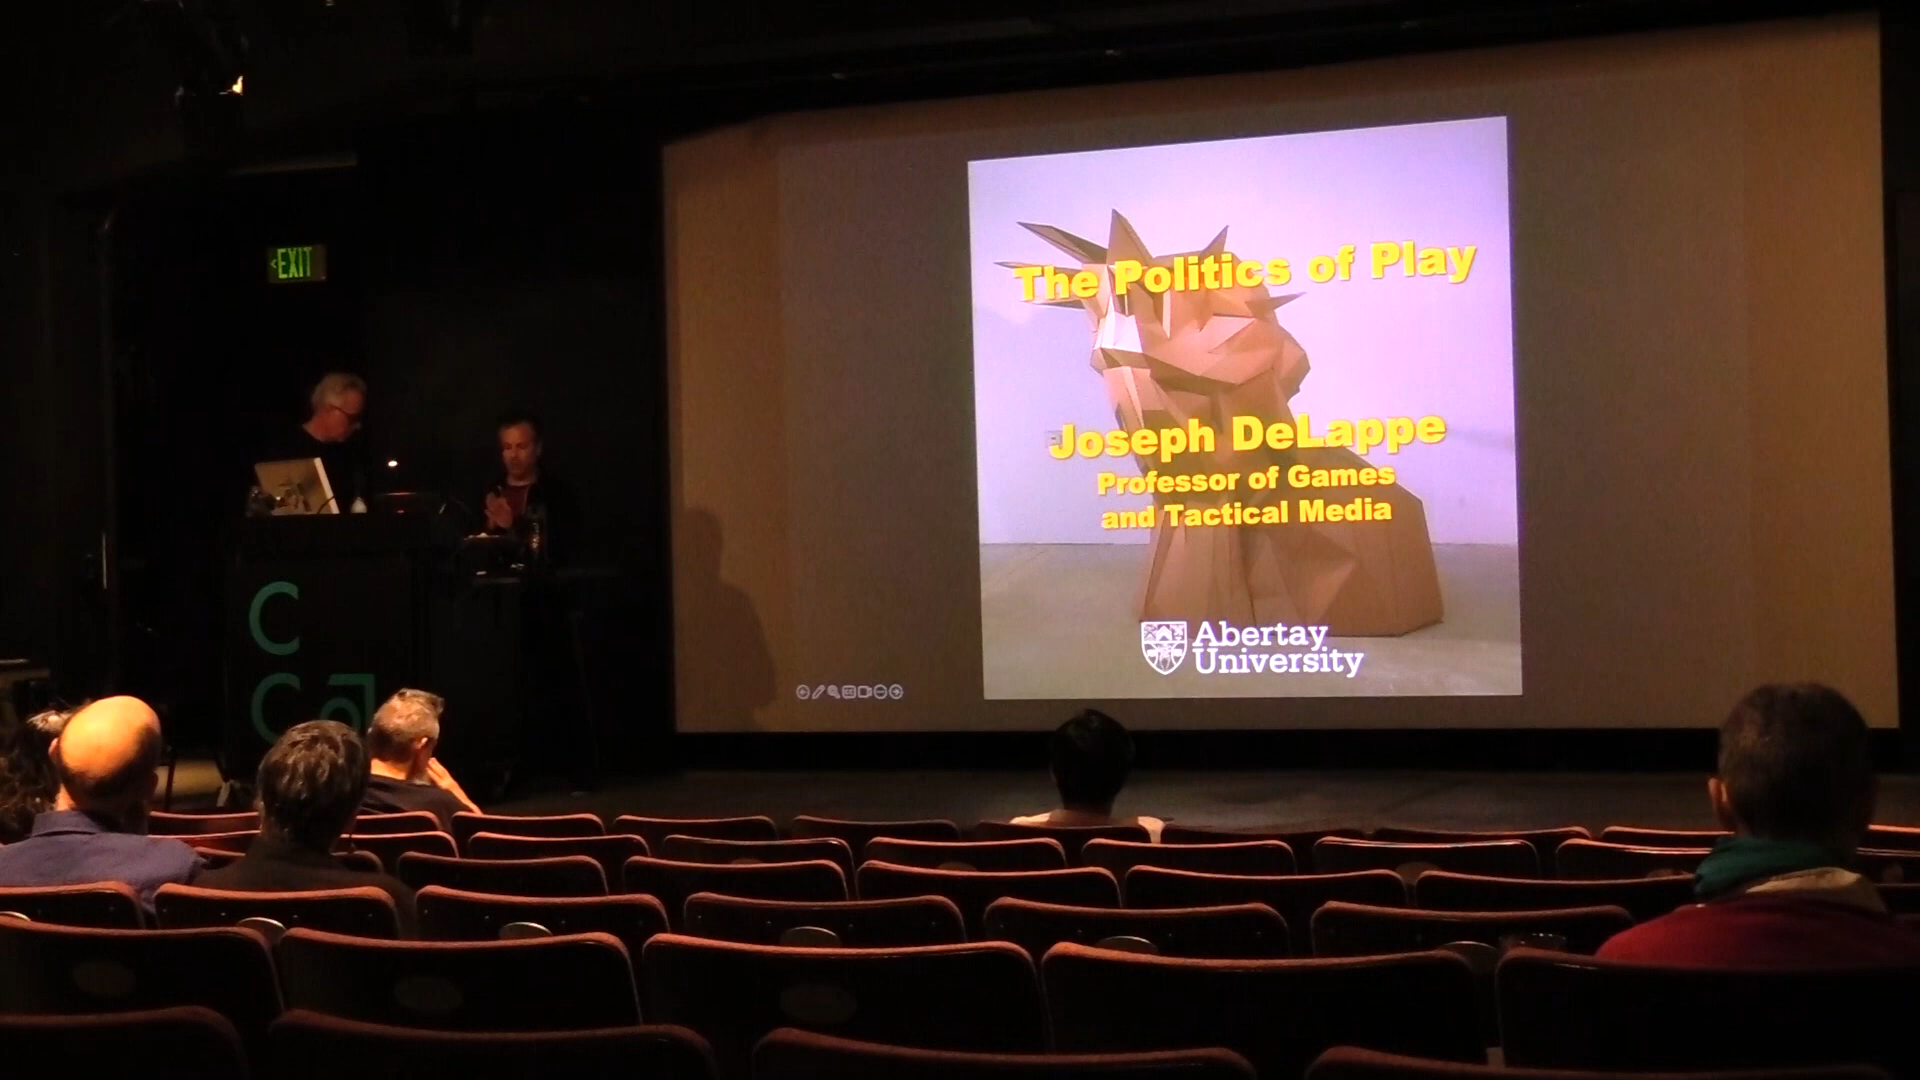 EXIT
The Politics of Play
Joseph DeLappe
Professor of Games
and Tactical Media
Abertay
University
C
C a